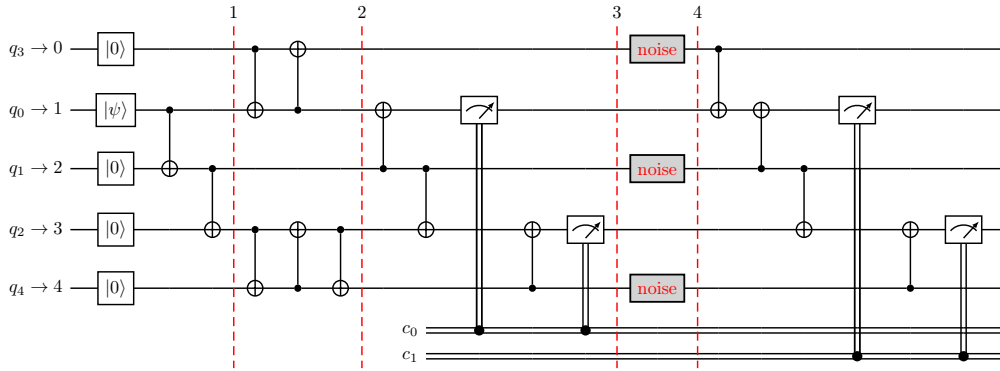 1 2 3 4
q₃ → 0 |0⟩ noise
q₀ → 1 |ψ⟩
q₁ → 2 |0⟩ noise
q₂ → 3 |0⟩
q₄ → 4 |0⟩ noise
c₀
c₁